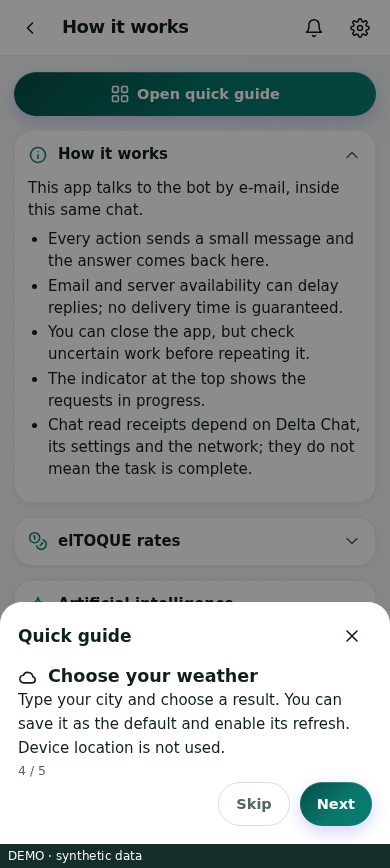 How it works
Open quick guide
How it works
This app talks to the bot by e-mail, inside
this same chat.
• Every action sends a small message and
the answer comes back here.
• Email and server availability can delay
replies; no delivery time is guaranteed.
• You can close the app, but check
uncertain work before repeating it.
• The indicator at the top shows the
requests in progress.
• Chat read receipts depend on Delta Chat,
its settings and the network; they do not
mean the task is complete.
elTOQUE rates
Artificial intelligence
Quick guide
Choose your weather
Type your city and choose a result. You can
save it as the default and enable its refresh.
Device location is not used.
4 / 5
Skip
Next
DEMO · synthetic data